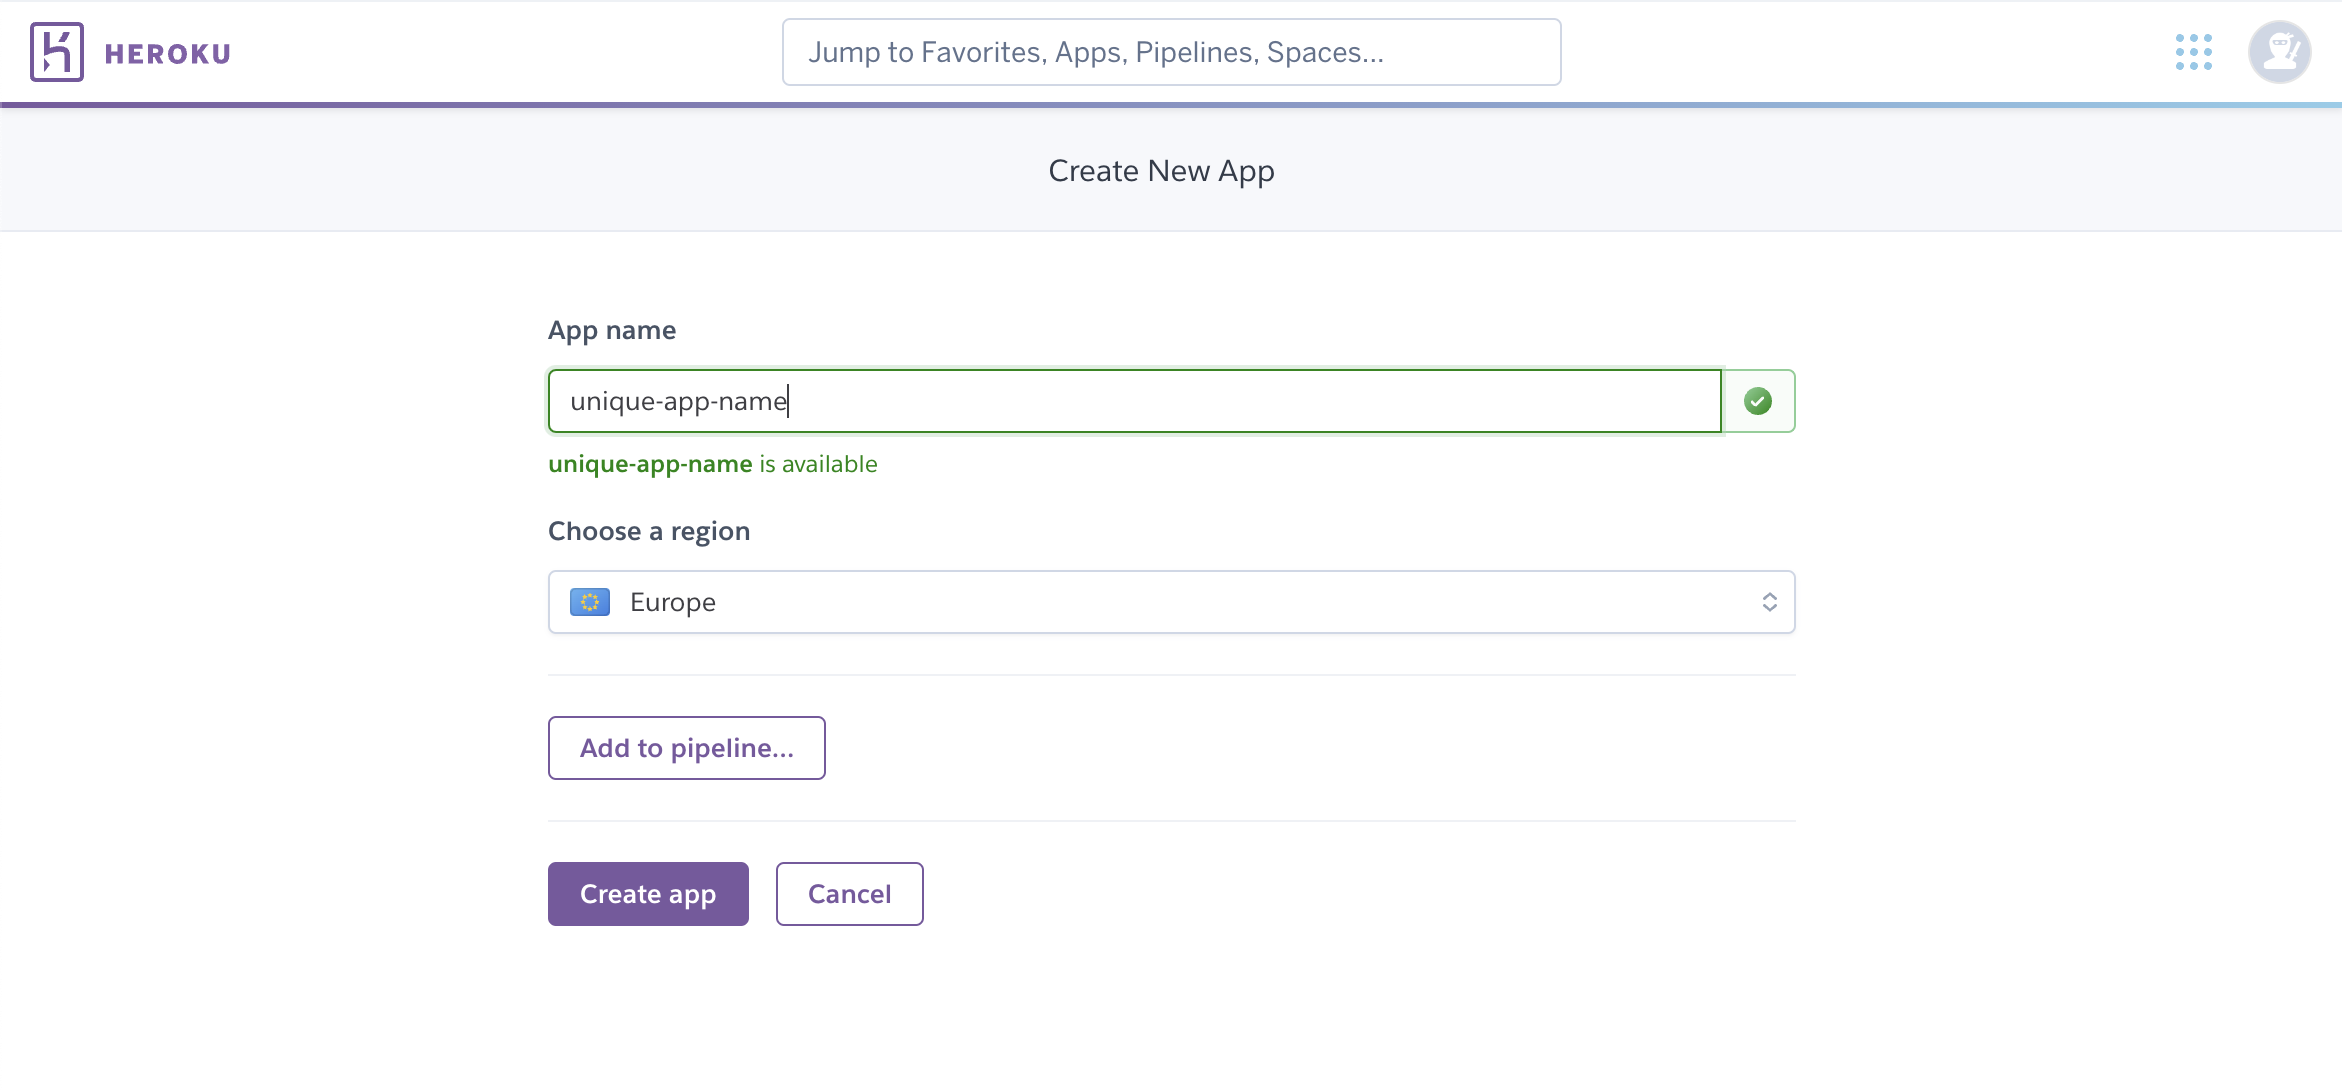 HEROKU
Jump to Favorites, Apps, Pipelines, Spaces...
Create New App
App name
unique-app-name
unique-app-name is available
Choose a region
Europe
Add to pipeline...
Create app
Cancel